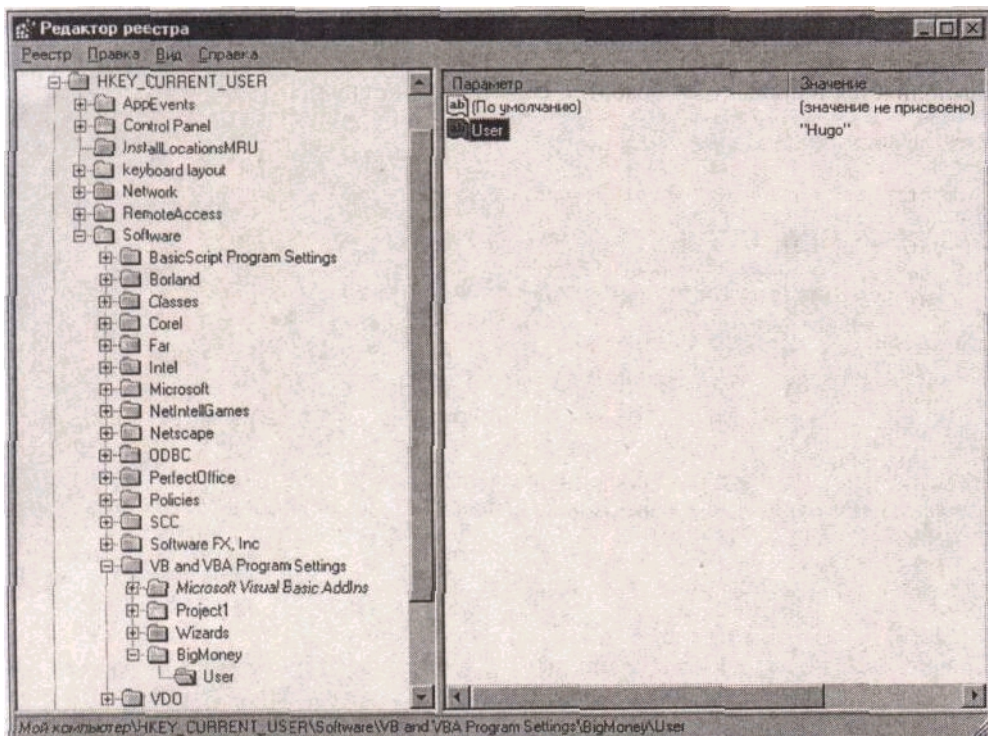 Редактор реестра
Реестр Правка Вид Справка
HKEY_CURRENT_USER
AppEvents
Control Panel
InstallLocationsMRU
keyboard layout
Network
RemoteAccess
Software
BasicScript Program Settings
Borland
Classes
Corel
Far
Intel
Microsoft
NetIntellGames
Netscape
ODBC
PerfectOffice
Policies
SCC
Software FX, Inc
VB and VBA Program Settings
Microsoft Visual Basic AddIns
Project1
Wizards
BigMoney
User
VDO
Параметр Значение
ab (По умолчанию) (значение не присвоено)
ab User "Hugo"
Мой компьютер\HKEY_CURRENT_USER\Software\VB and VBA Program Settings\BigMoney\User